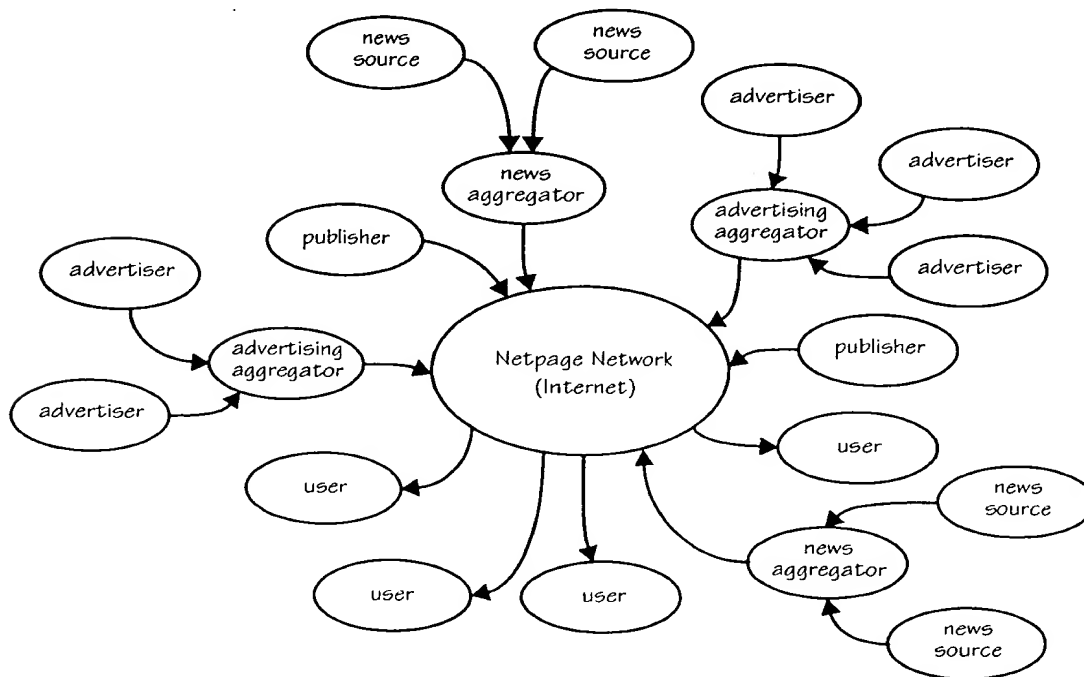 news
source
news
source
advertiser
advertiser
news
aggregator
advertising
aggregator
publisher
advertiser
advertiser
publisher
Netpage Network
(Internet)
advertising
aggregator
advertiser
user
user
news
source
news
aggregator
user
user
news
source